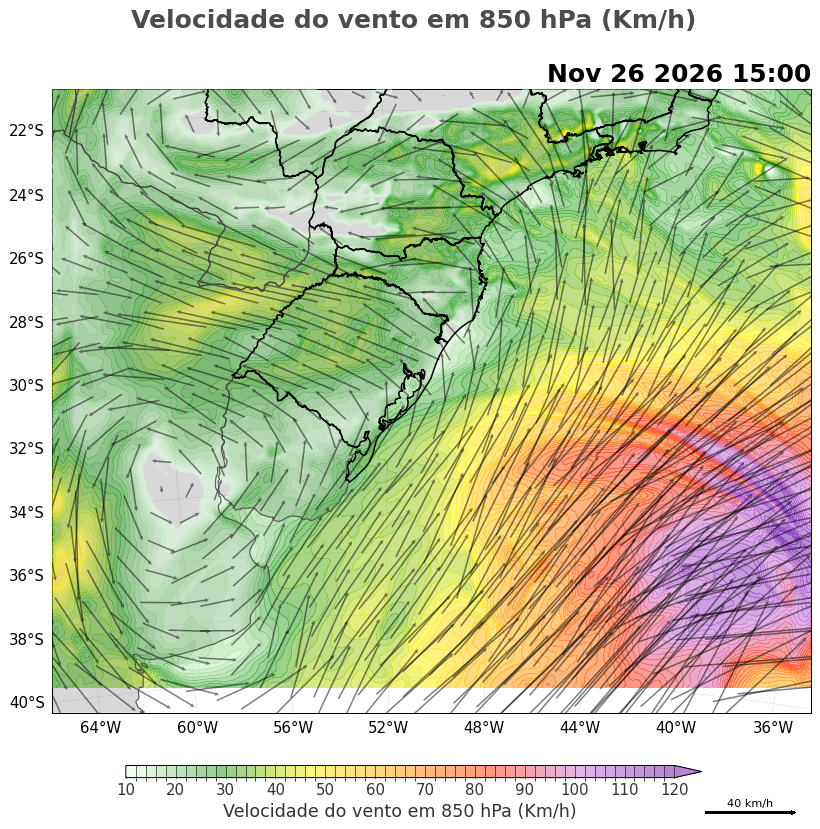 Velocidade do vento em 850 hPa (Km/h)
Nov 26 2026 15:00
22°S
24°S
26°S
28°S
30°S
32°S
34°S
36°S
38°S
40°S
64°W 60°W 56°W 52°W 48°W 44°W 40°W 36°W
10 20 30 40 50 60 70 80 90 100 110 120
Velocidade do vento em 850 hPa (Km/h)
40 km/h